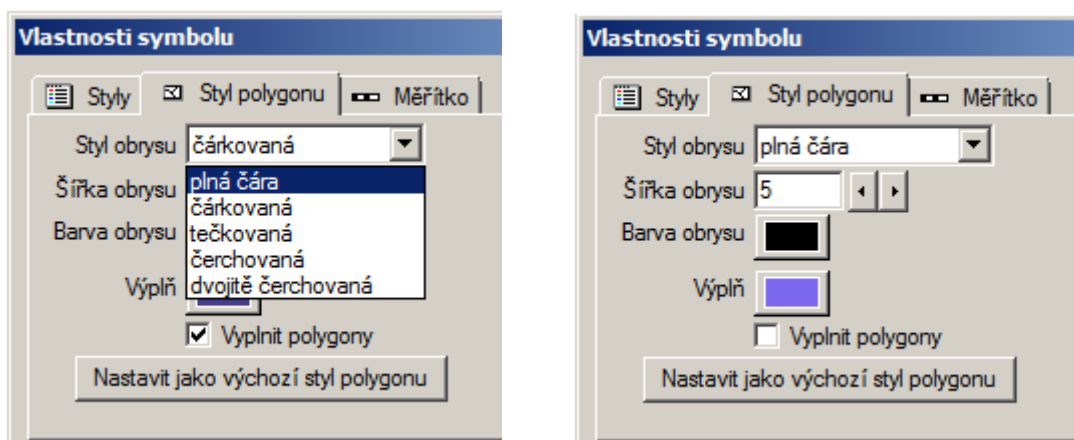 Vlastnosti symbolu
Styly Styl polygonu Měřítko
Styl obrysu čárkovaná
Šířka obrysu plná čára
čárkovaná
Barva obrysu tečkovaná
čerchovaná
Výplň dvojitě čerchovaná
Vyplnit polygony
Nastavit jako výchozí styl polygonu
Vlastnosti symbolu
Styly Styl polygonu Měřítko
Styl obrysu plná čára
Šířka obrysu 5
Barva obrysu
Výplň
Vyplnit polygony
Nastavit jako výchozí styl polygonu